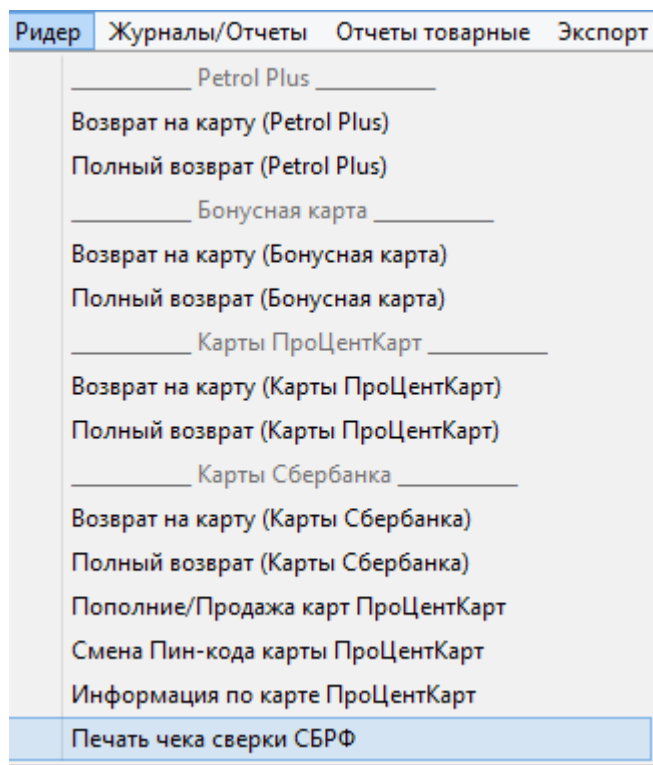 Ридер Журналы/Отчеты Отчеты товарные Экспорт
__________ Petrol Plus __________
Возврат на карту (Petrol Plus)
Полный возврат (Petrol Plus)
__________ Бонусная карта __________
Возврат на карту (Бонусная карта)
Полный возврат (Бонусная карта)
__________ Карты ПроЦентКарт __________
Возврат на карту (Карты ПроЦентКарт)
Полный возврат (Карты ПроЦентКарт)
__________ Карты Сбербанка __________
Возврат на карту (Карты Сбербанка)
Полный возврат (Карты Сбербанка)
Пополние/Продажа карт ПроЦентКарт
Смена Пин-кода карты ПроЦентКарт
Информация по карте ПроЦентКарт
Печать чека сверки СБРФ